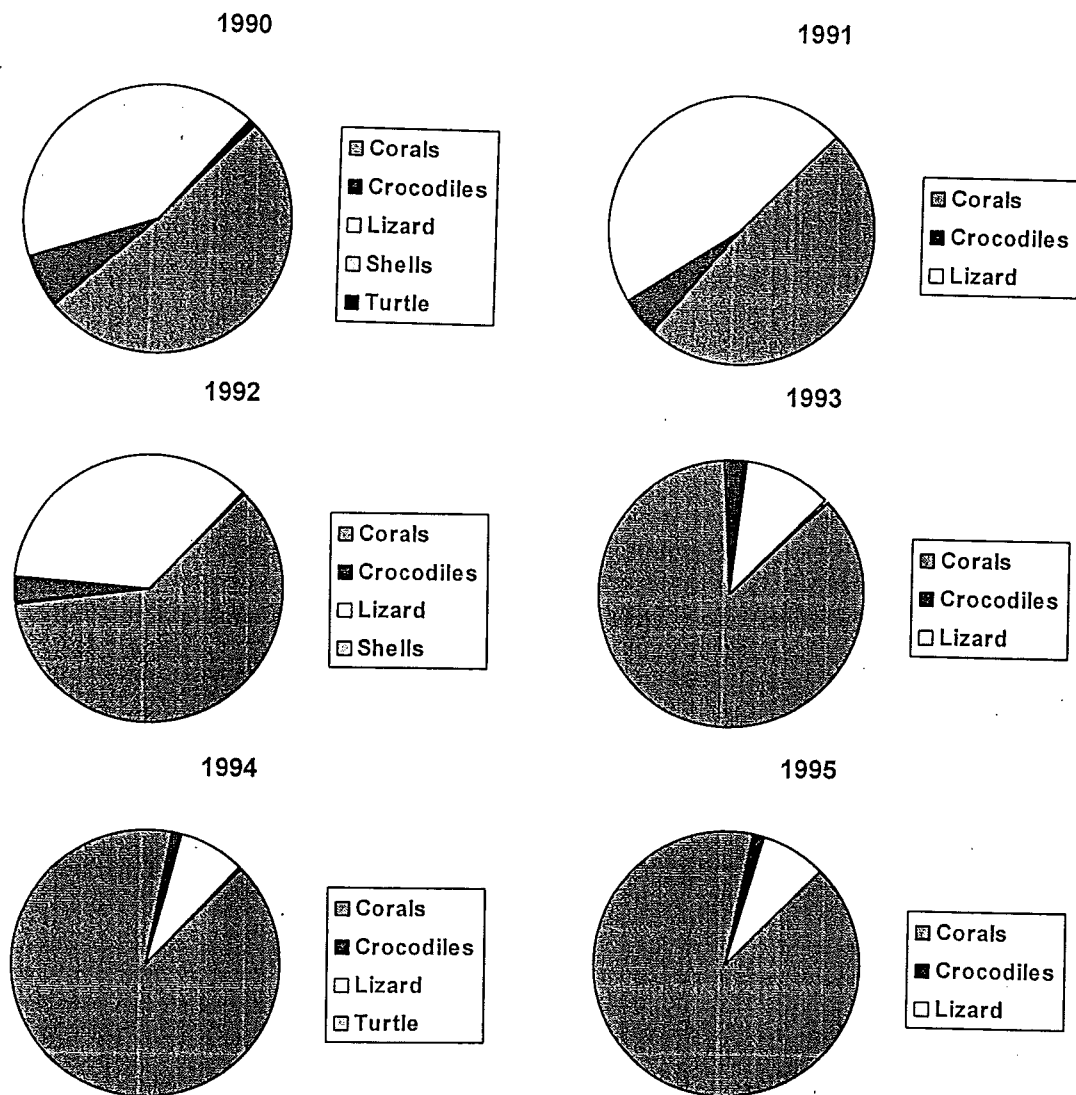 1990
Corals
Crocodiles
Lizard
Shells
Turtle
1991
Corals
Crocodiles
Lizard
1992
Corals
Crocodiles
Lizard
Shells
1993
Corals
Crocodiles
Lizard
1994
Corals
Crocodiles
Lizard
Turtle
1995
Corals
Crocodiles
Lizard